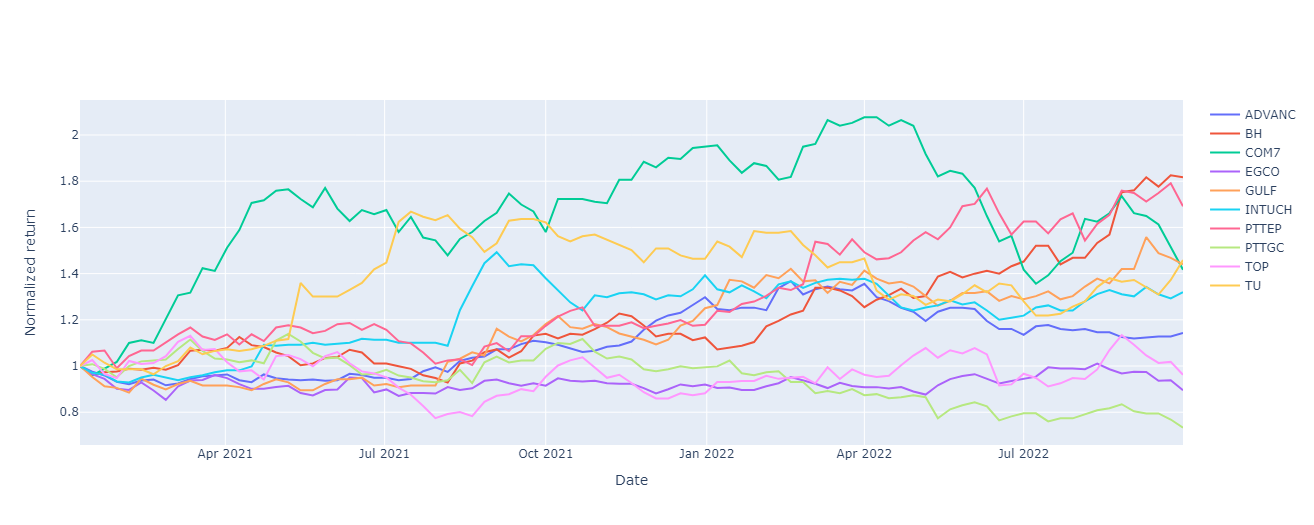 Normalized return
2
1.8
1.6
1.4
1.2
1
0.8
Apr 2021
Jul 2021
Oct 2021
Jan 2022
Apr 2022
Jul 2022
Date
ADVANC
BH
COM7
EGCO
GULF
INTUCH
PTTEP
PTTGC
TOP
TU